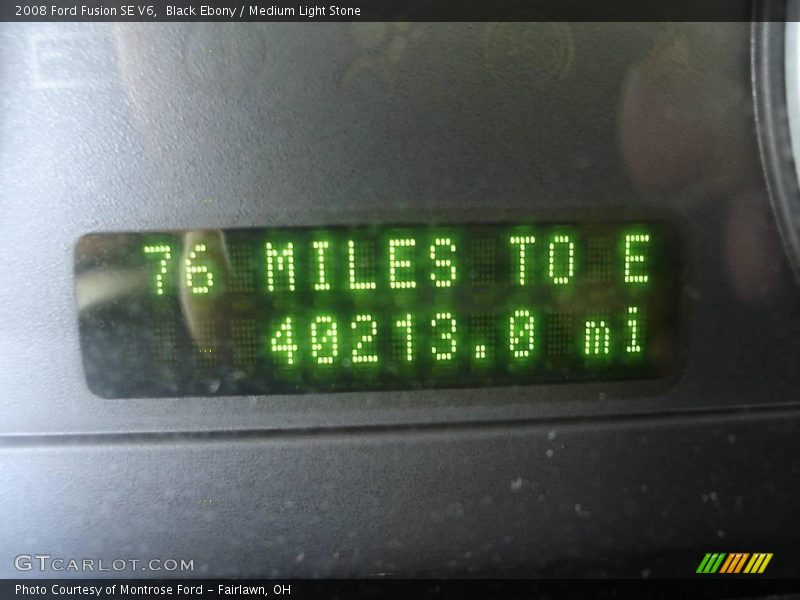 2008 Ford Fusion SE V6,  Black Ebony / Medium Light Stone
76 MILES TO E
40213.0 mi
GTCARLOT.COM
Photo Courtesy of Montrose Ford - Fairlawn, OH